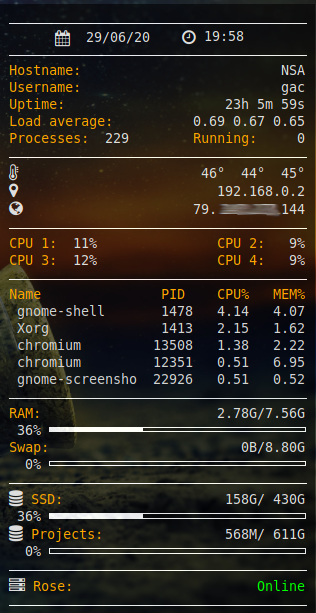 29/06/20 19:58
Hostname: NSA
Username: gac
Uptime: 23h 5m 59s
Load average: 0.69 0.67 0.65
Processes: 229 Running: 0
46° 44° 45°
192.168.0.2
79. 144
CPU 1: 11% CPU 2: 9%
CPU 3: 12% CPU 4: 9%
Name PID CPU% MEM%
gnome-shell 1478 4.14 4.07
Xorg 1413 2.15 1.62
chromium 13508 1.38 2.22
chromium 12351 0.51 6.95
gnome-screensho 22926 0.51 0.52
RAM: 2.78G/7.56G
36%
Swap: 0B/8.80G
0%
SSD: 158G/ 430G
36%
Projects: 568M/ 611G
0%
Rose: Online